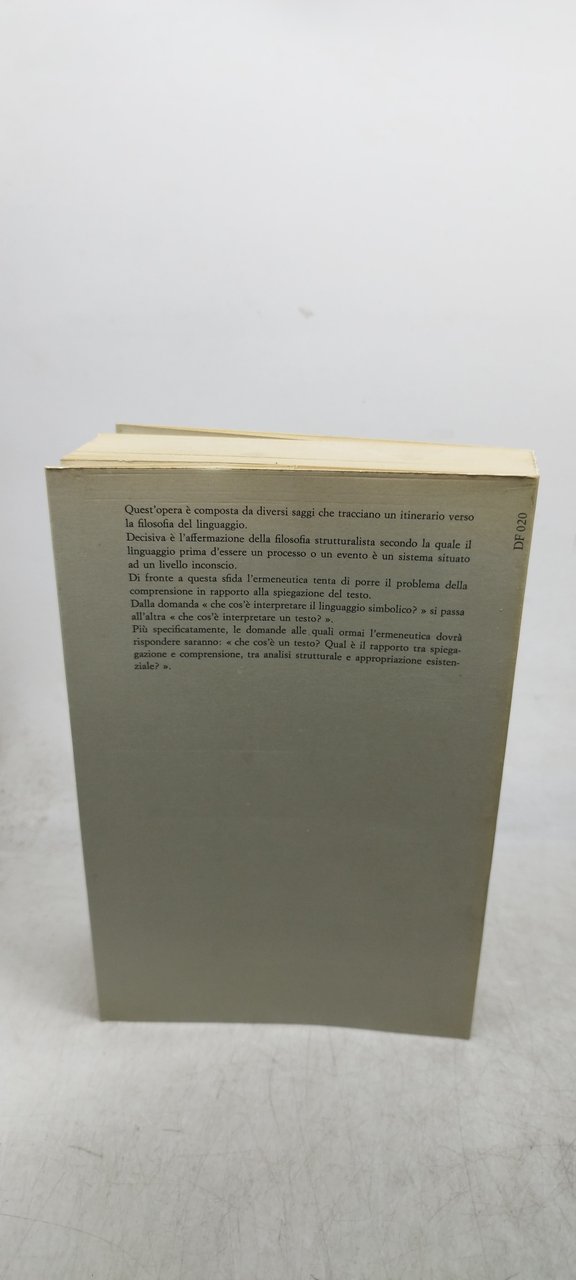 Quest'opera è composta da diversi saggi che tracciano un itinerario verso
la filosofia del linguaggio.
Decisiva è l'affermazione della filosofia strutturalista secondo la quale il
linguaggio prima d'essere un processo o un evento è un sistema situato
ad un livello inconscio.
Di fronte a questa sfida l'ermeneutica tenta di porre il problema della
comprensione in rapporto alla spiegazione del testo.
Dalla domanda « che cos'è interpretare il linguaggio simbolico? » si passa
all'altra « che cos'è interpretare un testo? ».
Più specificatamente, le domande alle quali ormai l'ermeneutica dovrà
rispondere saranno: « che cos'è un testo? Qual è il rapporto tra spiega-
gazione e comprensione, tra analisi strutturale e appropriazione esisten-
ziale? ».
DF 020